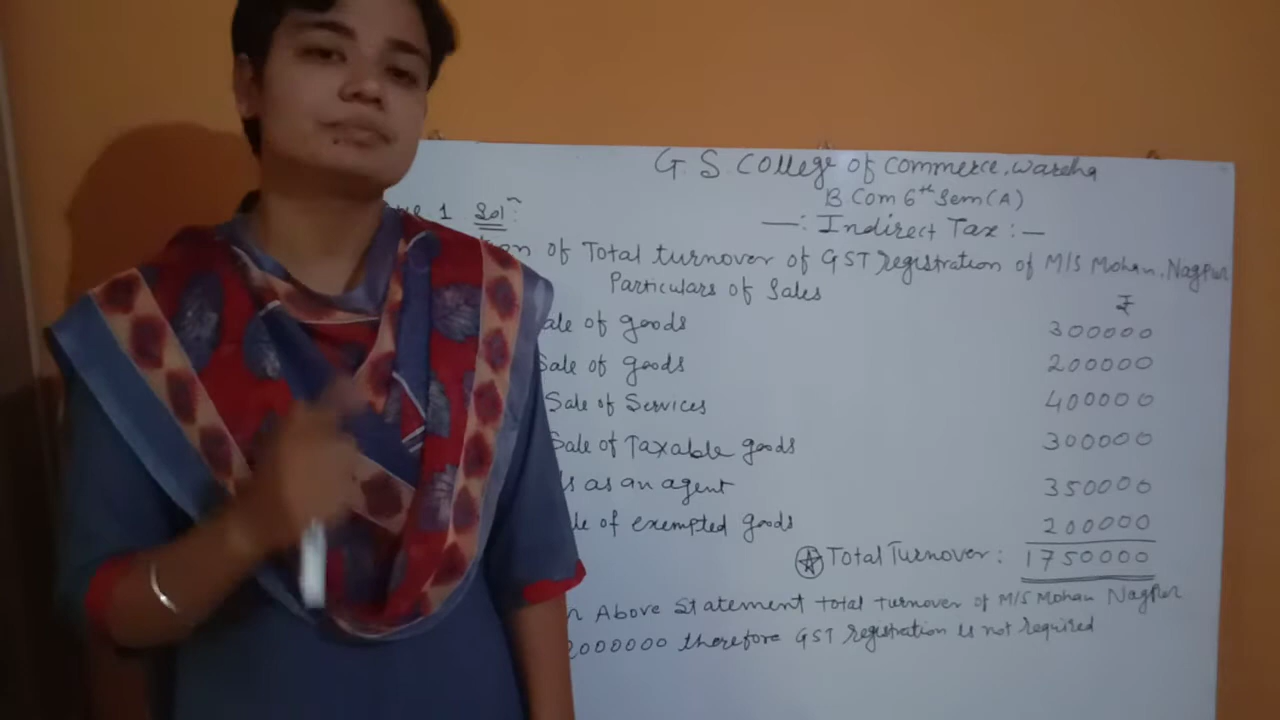 G.S. College of Commerce, Wardha
B Com 6th Sem (A)
1 Soln:
—: Indirect Tax :—
of Total turnover of GST registration of M/S Mohan, Nagpur
Particulars of Sales ₹
of goods 300000
Sale of goods 200000
Sale of Services 400000
Sale of Taxable goods 300000
as an agent 350000
of exempted goods 200000
Total Turnover: 1750000
Above Statement total turnover of M/S Mohan Nagpur
2000000 therefore GST registration is not required